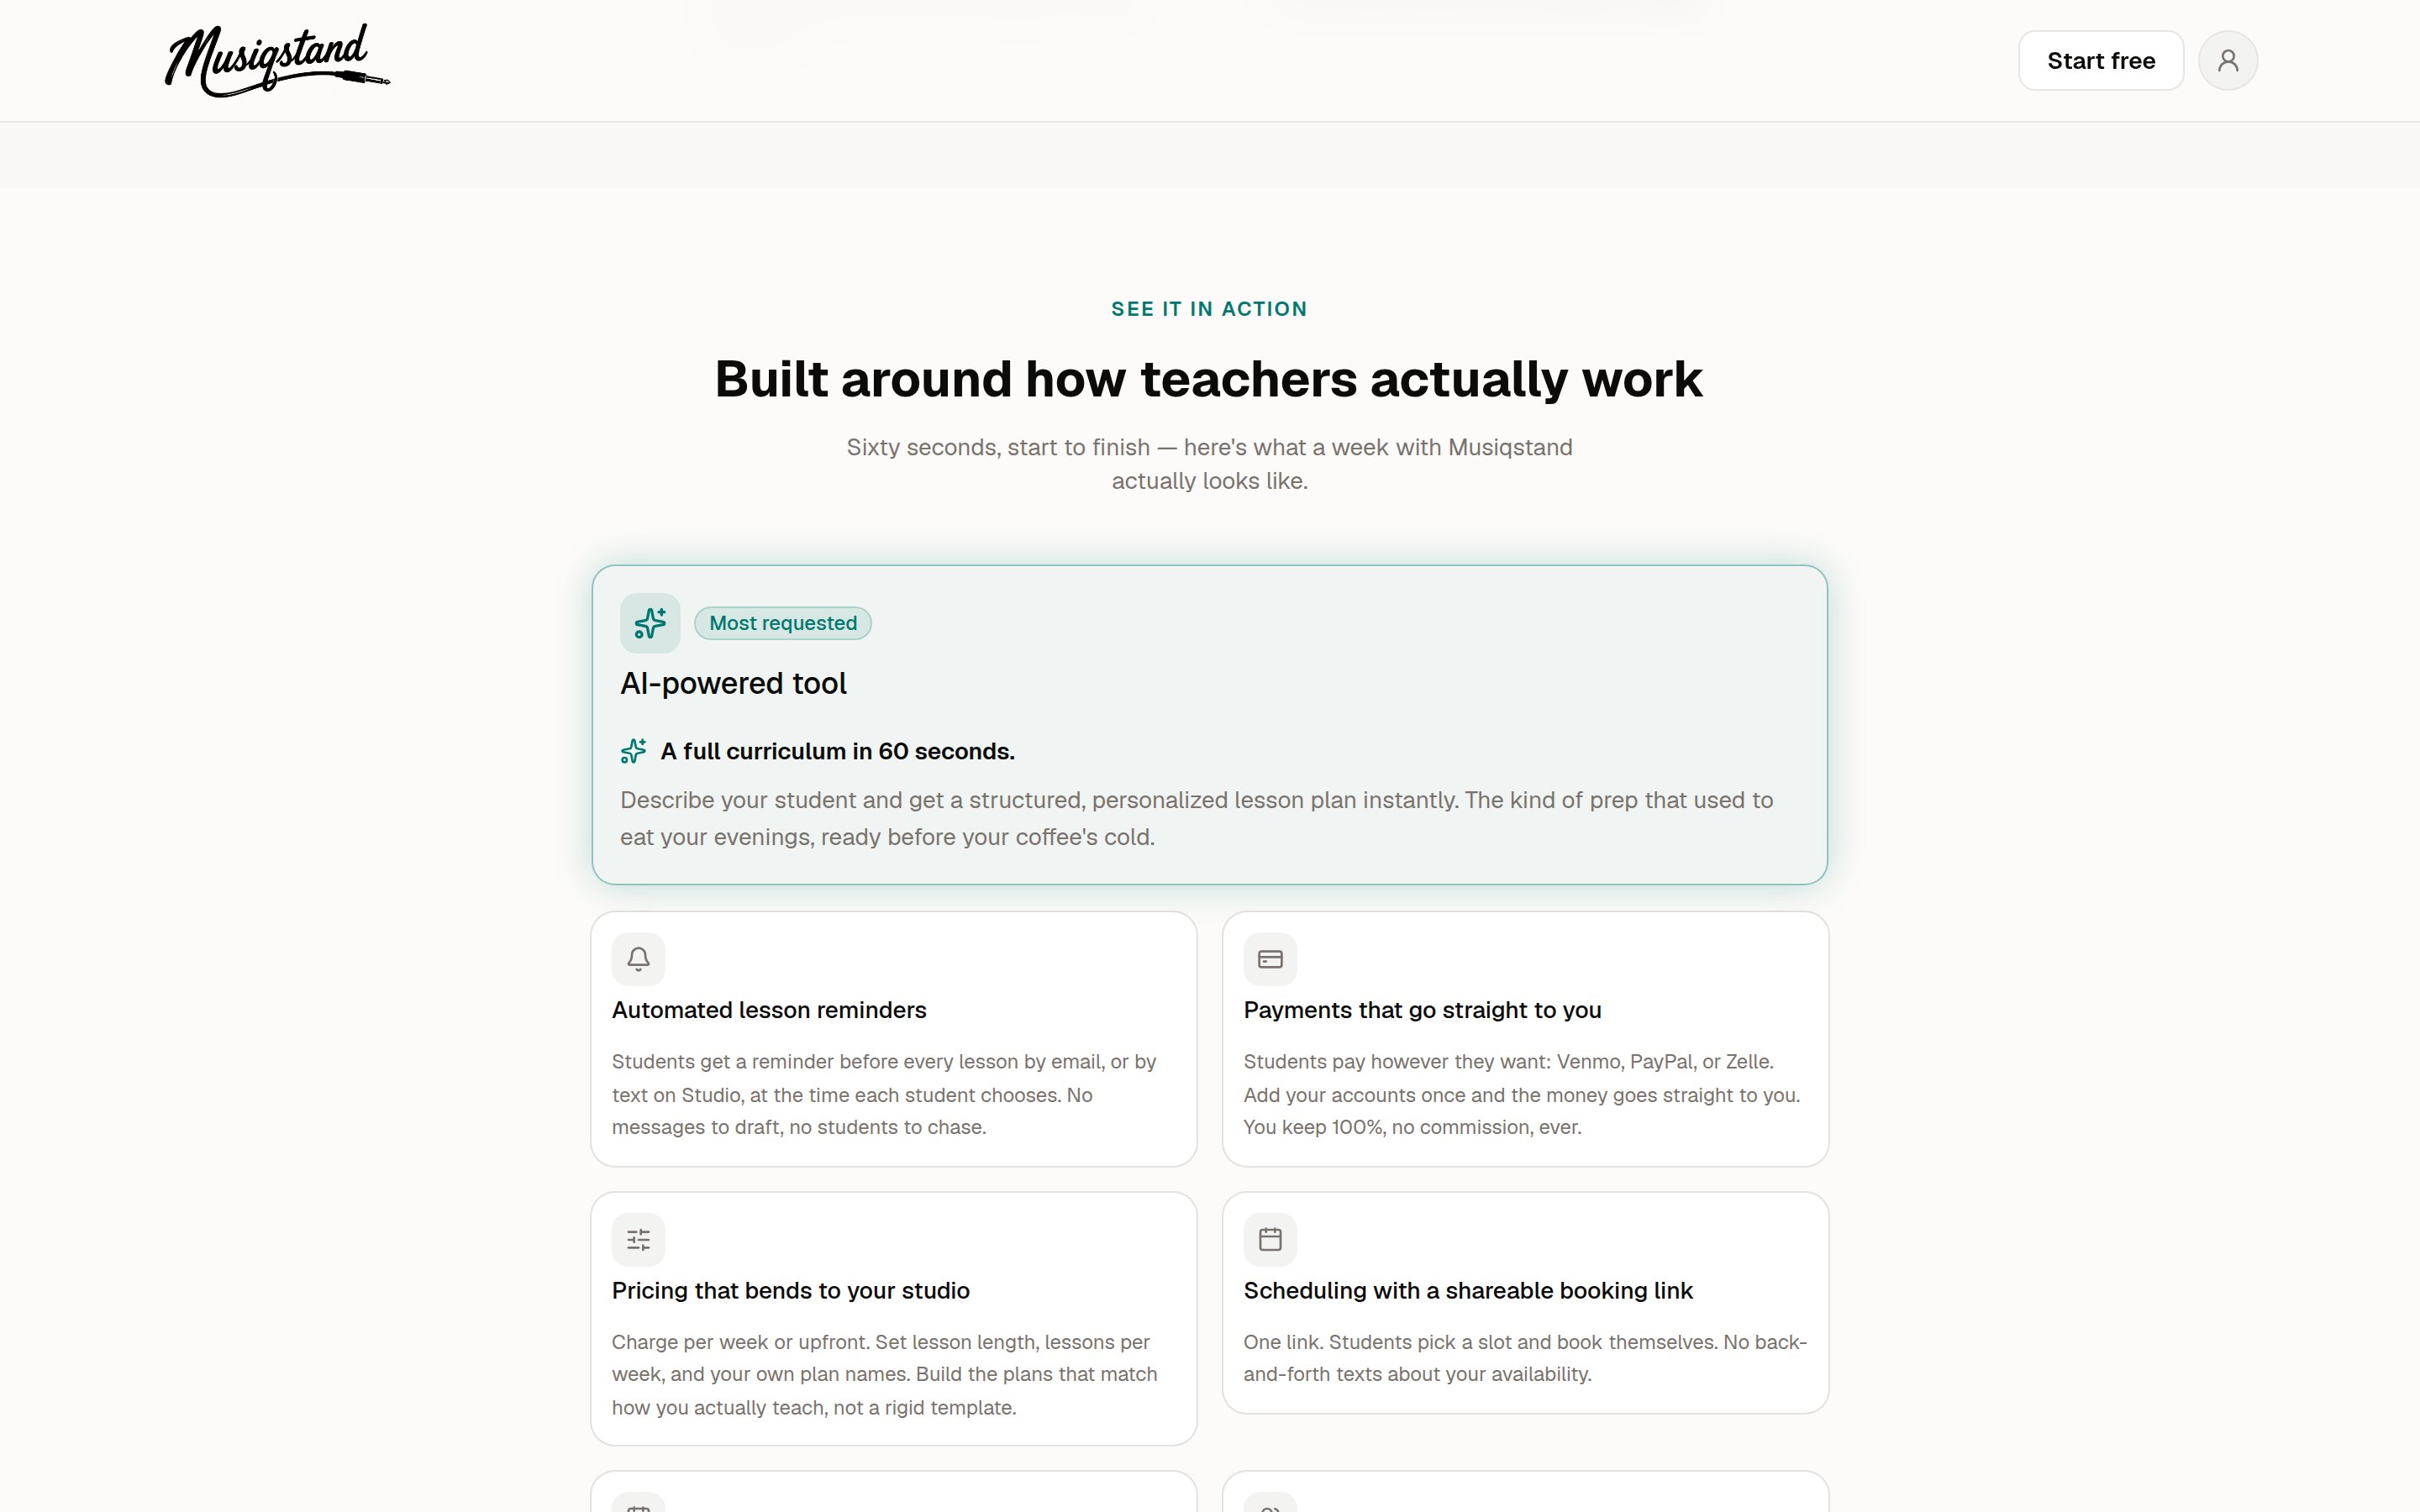 Musiqstand
Start free
SEE IT IN ACTION
Built around how teachers actually work
Sixty seconds, start to finish — here's what a week with Musiqstand
actually looks like.
Most requested
AI-powered tool
A full curriculum in 60 seconds.
Describe your student and get a structured, personalized lesson plan instantly. The kind of prep that used to
eat your evenings, ready before your coffee's cold.
Automated lesson reminders
Students get a reminder before every lesson by email, or by
text on Studio, at the time each student chooses. No
messages to draft, no students to chase.
Payments that go straight to you
Students pay however they want: Venmo, PayPal, or Zelle.
Add your accounts once and the money goes straight to you.
You keep 100%, no commission, ever.
Pricing that bends to your studio
Charge per week or upfront. Set lesson length, lessons per
week, and your own plan names. Build the plans that match
how you actually teach, not a rigid template.
Scheduling with a shareable booking link
One link. Students pick a slot and book themselves. No back-
and-forth texts about your availability.